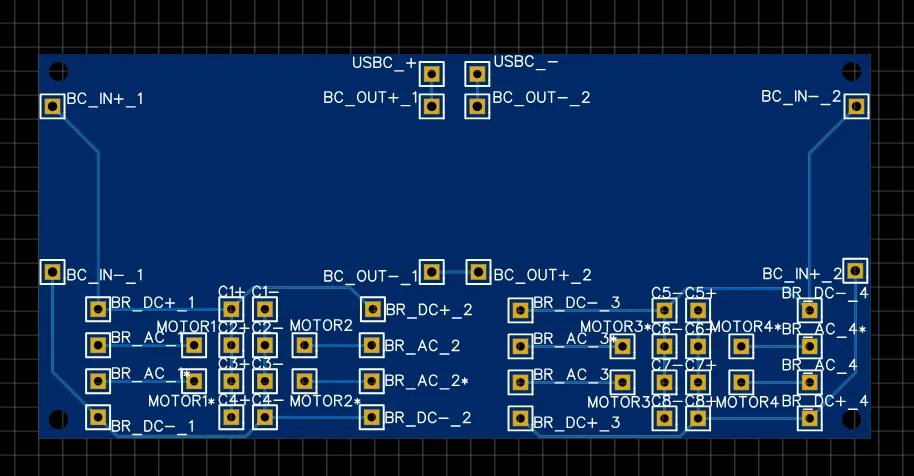 USBC_+ USBC_-
BC_IN+_1 BC_OUT+_1 BC_OUT-_2 BC_IN-_2
BC_IN-_1 BC_OUT-_1 BC_OUT+_2 BC_IN+_2
C1+ C1- C5- C5+ BR_DC-_4
BR_DC+_1 BR_DC+_2 BR_DC-_3
MOTOR1 C2+ C2- MOTOR2 MOTOR3* C6- C6+ MOTOR4* BR_AC_4*
BR_AC_1 BR_AC_2 BR_AC_3*
C3+ C3- C7- C7+ BR_AC_4
BR_AC_1* BR_AC_2* BR_AC_3
MOTOR1* C4+ C4- MOTOR2* MOTOR3 C8- C8+ MOTOR4 BR_DC+_4
BR_DC-_1 BR_DC-_2 BR_DC+_3